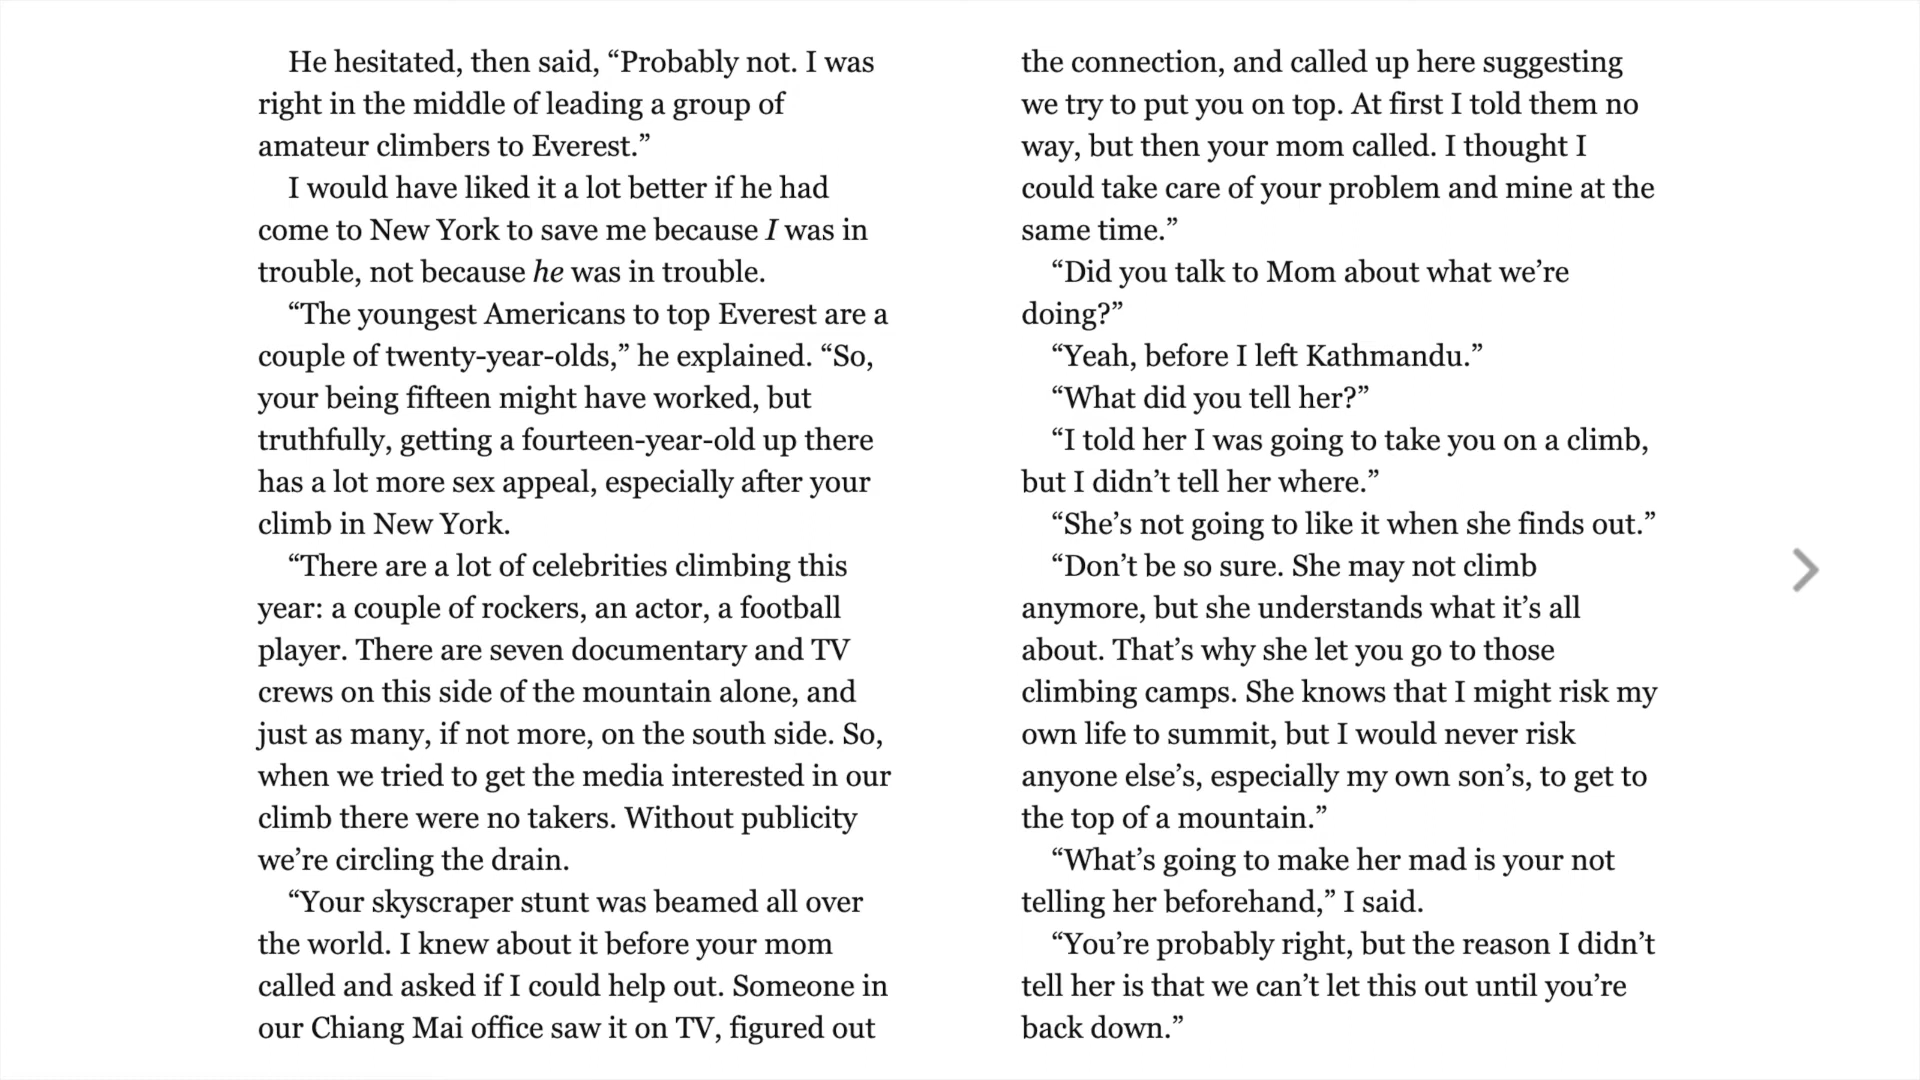 He hesitated, then said, “Probably not. I was
right in the middle of leading a group of
amateur climbers to Everest.”
I would have liked it a lot better if he had
come to New York to save me because I was in
trouble, not because he was in trouble.
“The youngest Americans to top Everest are a
couple of twenty-year-olds,” he explained. “So,
your being fifteen might have worked, but
truthfully, getting a fourteen-year-old up there
has a lot more sex appeal, especially after your
climb in New York.
“There are a lot of celebrities climbing this
year: a couple of rockers, an actor, a football
player. There are seven documentary and TV
crews on this side of the mountain alone, and
just as many, if not more, on the south side. So,
when we tried to get the media interested in our
climb there were no takers. Without publicity
we’re circling the drain.
“Your skyscraper stunt was beamed all over
the world. I knew about it before your mom
called and asked if I could help out. Someone in
our Chiang Mai office saw it on TV, figured out
the connection, and called up here suggesting
we try to put you on top. At first I told them no
way, but then your mom called. I thought I
could take care of your problem and mine at the
same time.”
“Did you talk to Mom about what we’re
doing?”
“Yeah, before I left Kathmandu.”
“What did you tell her?”
“I told her I was going to take you on a climb,
but I didn’t tell her where.”
“She’s not going to like it when she finds out.”
“Don’t be so sure. She may not climb
anymore, but she understands what it’s all
about. That’s why she let you go to those
climbing camps. She knows that I might risk my
own life to summit, but I would never risk
anyone else’s, especially my own son’s, to get to
the top of a mountain.”
“What’s going to make her mad is your not
telling her beforehand,” I said.
“You’re probably right, but the reason I didn’t
tell her is that we can’t let this out until you’re
back down.”